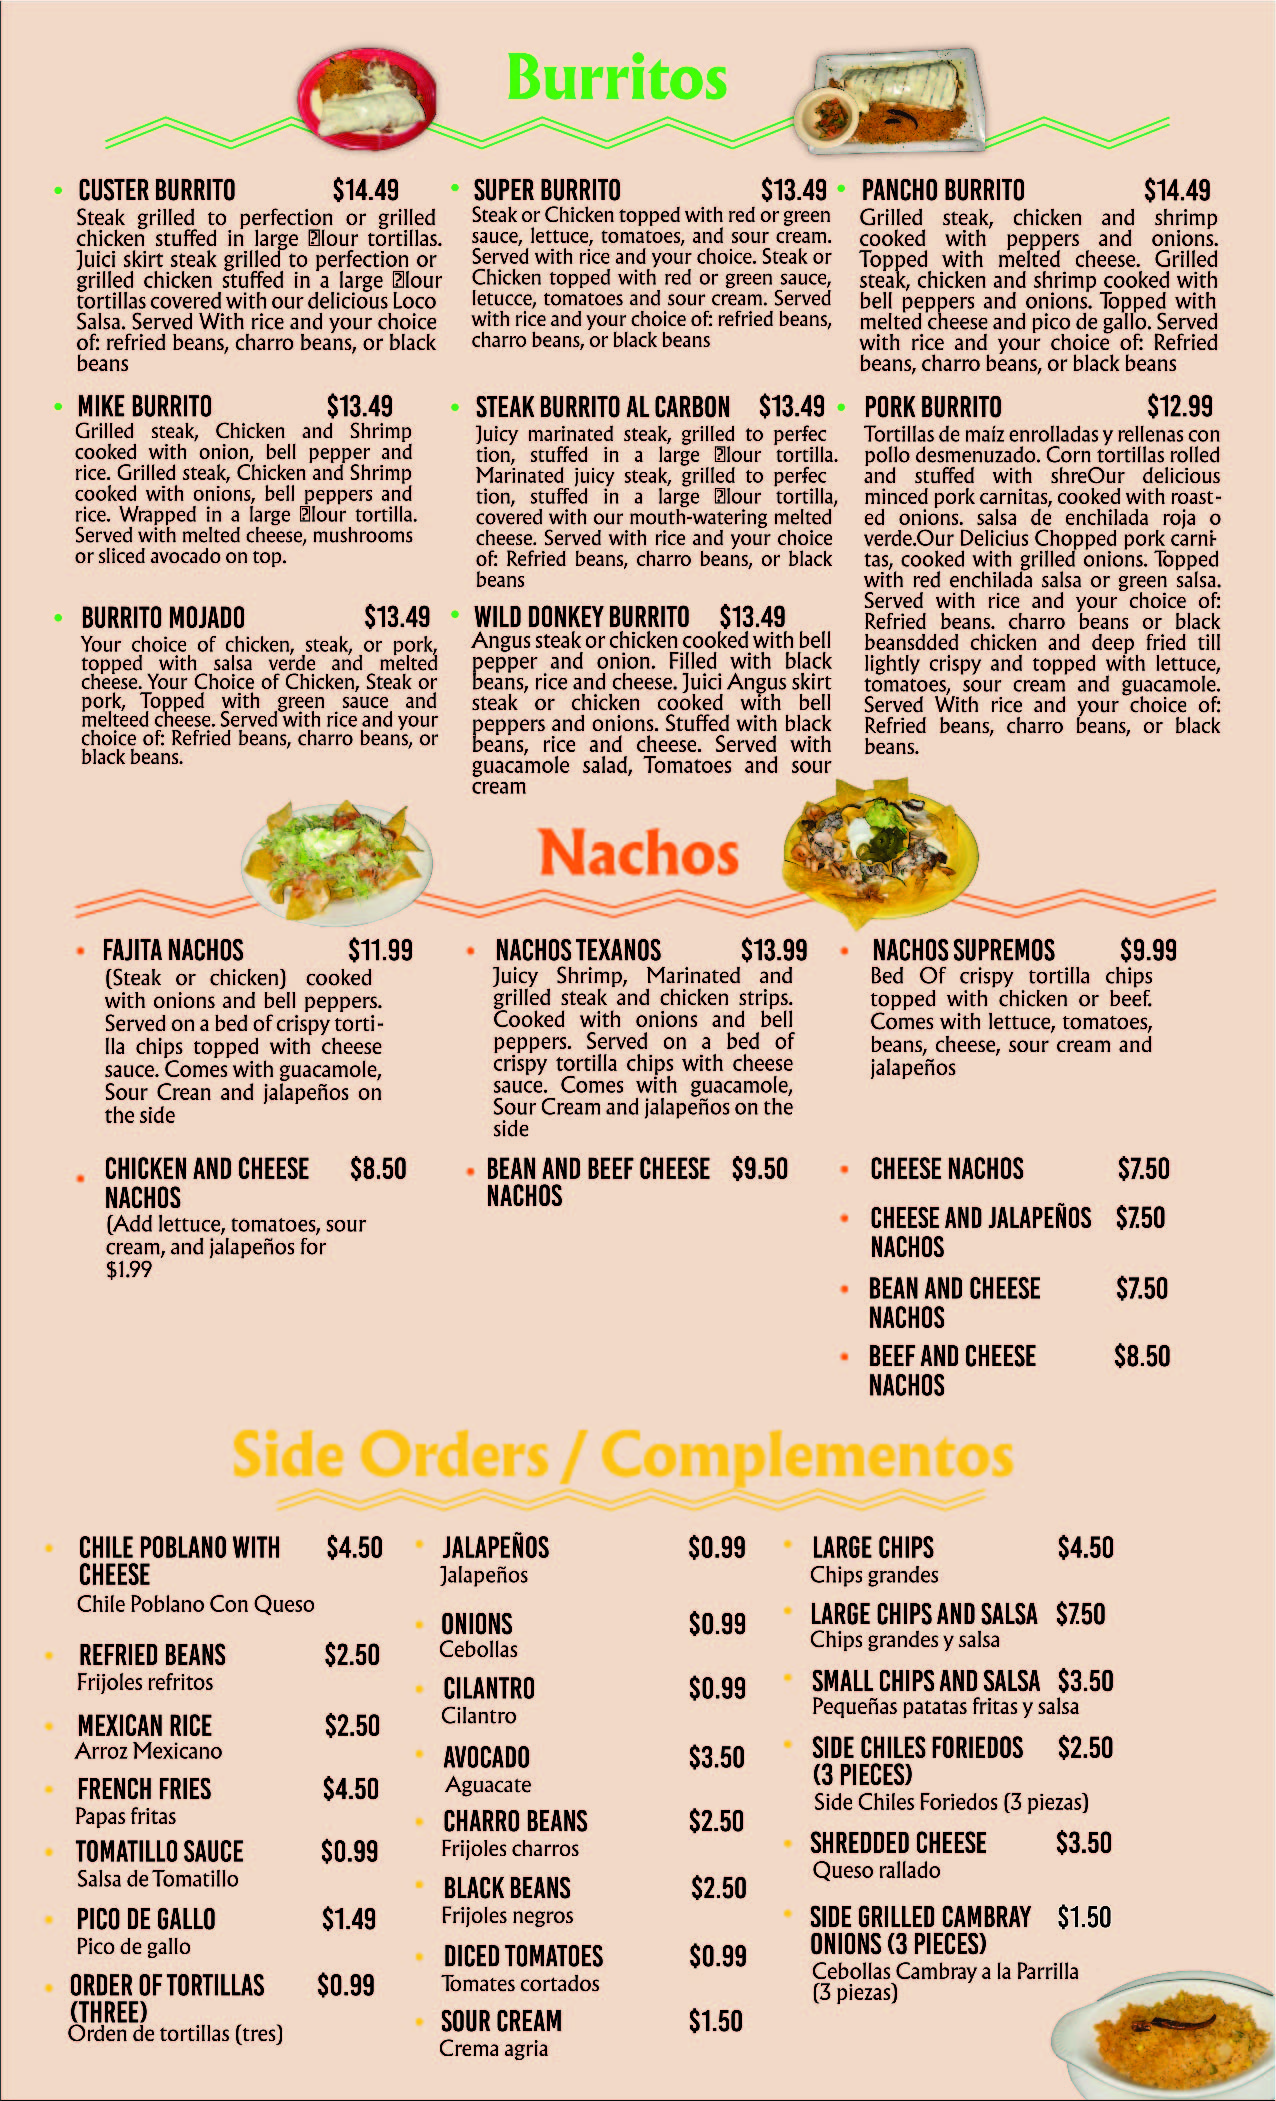 Burritos
CUSTER BURRITO $14.49
Steak grilled to perfection or grilled
chicken stuffed in large �lour tortillas.
Juici skirt steak grilled to perfection or
grilled chicken stuffed in a large �lour
tortillas covered with our delicious Loco
Salsa. Served With rice and your choice
of: refried beans, charro beans, or black
beans
SUPER BURRITO $13.49
Steak or Chicken topped with red or green
sauce, lettuce, tomatoes, and sour cream.
Served with rice and your choice. Steak or
Chicken topped with red or green sauce,
letucce, tomatoes and sour cream. Served
with rice and your choice of: refried beans,
charro beans, or black beans
PANCHO BURRITO $14.49
Grilled steak, chicken and shrimp
cooked with peppers and onions.
Topped with melted cheese. Grilled
steak, chicken and shrimp cooked with
bell peppers and onions. Topped with
melted cheese and pico de gallo. Served
with rice and your choice of: Refried
beans, charro beans, or black beans
MIKE BURRITO $13.49
Grilled steak, Chicken and Shrimp
cooked with onion, bell pepper and
rice. Grilled steak, Chicken and Shrimp
cooked with onions, bell peppers and
rice. Wrapped in a large �lour tortilla.
Served with melted cheese, mushrooms
or sliced avocado on top.
STEAK BURRITO AL CARBON $13.49
Juicy marinated steak, grilled to perfec
tion, stuffed in a large �lour tortilla.
Marinated juicy steak, grilled to perfec
tion, stuffed in a large �lour tortilla,
covered with our mouth-watering melted
cheese. Served with rice and your choice
of: Refried beans, charro beans, or black
beans
PORK BURRITO $12.99
Tortillas de maíz enrolladas y rellenas con
pollo desmenuzado. Corn tortillas rolled
and stuffed with shreOur delicious
minced pork carnitas, cooked with roast-
ed onions. salsa de enchilada roja o
verde.Our Delicius Chopped pork carni-
tas, cooked with grilled onions. Topped
with red enchilada salsa or green salsa.
Served with rice and your choice of:
Refried beans. charro beans or black
beansdded chicken and deep fried till
lightly crispy and topped with lettuce,
tomatoes, sour cream and guacamole.
Served With rice and your choice of:
Refried beans, charro beans, or black
beans.
BURRITO MOJADO $13.49
Your choice of chicken, steak, or pork,
topped with salsa verde and melted
cheese. Your Choice of Chicken, Steak or
pork, Topped with green sauce and
melteed cheese. Served with rice and your
choice of: Refried beans, charro beans, or
black beans.
WILD DONKEY BURRITO $13.49
Angus steak or chicken cooked with bell
pepper and onion. Filled with black
beans, rice and cheese. Juici Angus skirt
steak or chicken cooked with bell
peppers and onions. Stuffed with black
beans, rice and cheese. Served with
guacamole salad, Tomatoes and sour
cream
Nachos
FAJITA NACHOS $11.99
(Steak or chicken) cooked
with onions and bell peppers.
Served on a bed of crispy torti-
lla chips topped with cheese
sauce. Comes with guacamole,
Sour Crean and jalapeños on
the side
NACHOS TEXANOS $13.99
Juicy Shrimp, Marinated and
grilled steak and chicken strips.
Cooked with onions and bell
peppers. Served on a bed of
crispy tortilla chips with cheese
sauce. Comes with guacamole,
Sour Cream and jalapeños on the
side
NACHOS SUPREMOS $9.99
Bed Of crispy tortilla chips
topped with chicken or beef.
Comes with lettuce, tomatoes,
beans, cheese, sour cream and
jalapeños
CHICKEN AND CHEESE $8.50
NACHOS
(Add lettuce, tomatoes, sour
cream, and jalapeños for
$1.99
BEAN AND BEEF CHEESE $9.50
NACHOS
CHEESE NACHOS $7.50
CHEESE AND JALAPEÑOS $7.50
NACHOS
BEAN AND CHEESE $7.50
NACHOS
BEEF AND CHEESE $8.50
NACHOS
Side Orders / Complementos
CHILE POBLANO WITH $4.50
CHEESE
Chile Poblano Con Queso
REFRIED BEANS $2.50
Frijoles refritos
MEXICAN RICE $2.50
Arroz Mexicano
FRENCH FRIES $4.50
Papas fritas
TOMATILLO SAUCE $0.99
Salsa de Tomatillo
PICO DE GALLO $1.49
Pico de gallo
ORDER OF TORTILLAS $0.99
(THREE)
Orden de tortillas (tres)
JALAPEÑOS $0.99
Jalapeños
ONIONS $0.99
Cebollas
CILANTRO $0.99
Cilantro
AVOCADO $3.50
Aguacate
CHARRO BEANS $2.50
Frijoles charros
BLACK BEANS $2.50
Frijoles negros
DICED TOMATOES $0.99
Tomates cortados
SOUR CREAM $1.50
Crema agria
LARGE CHIPS $4.50
Chips grandes
LARGE CHIPS AND SALSA $7.50
Chips grandes y salsa
SMALL CHIPS AND SALSA $3.50
Pequeñas patatas fritas y salsa
SIDE CHILES FORIEDOS $2.50
(3 PIECES)
Side Chiles Foriedos (3 piezas)
SHREDDED CHEESE $3.50
Queso rallado
SIDE GRILLED CAMBRAY $1.50
ONIONS (3 PIECES)
Cebollas Cambray a la Parrilla
(3 piezas)